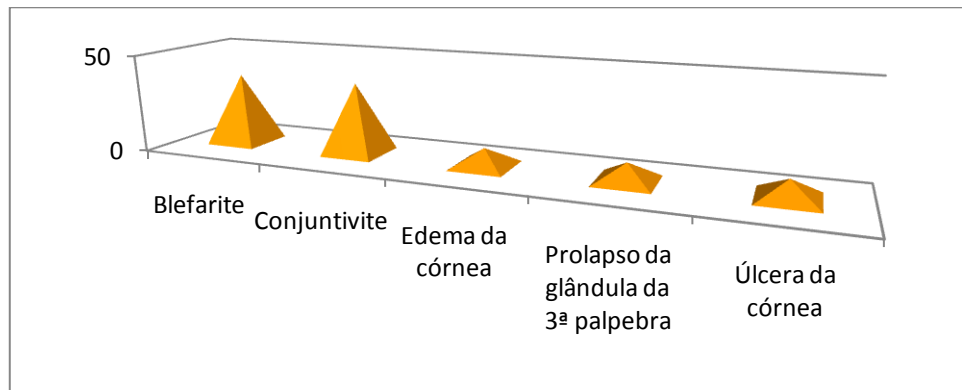 50
0
Blefarite
Conjuntivite
Edema da
córnea
Prolapso da
glândula da
3ª palpebra
Úlcera da
córnea